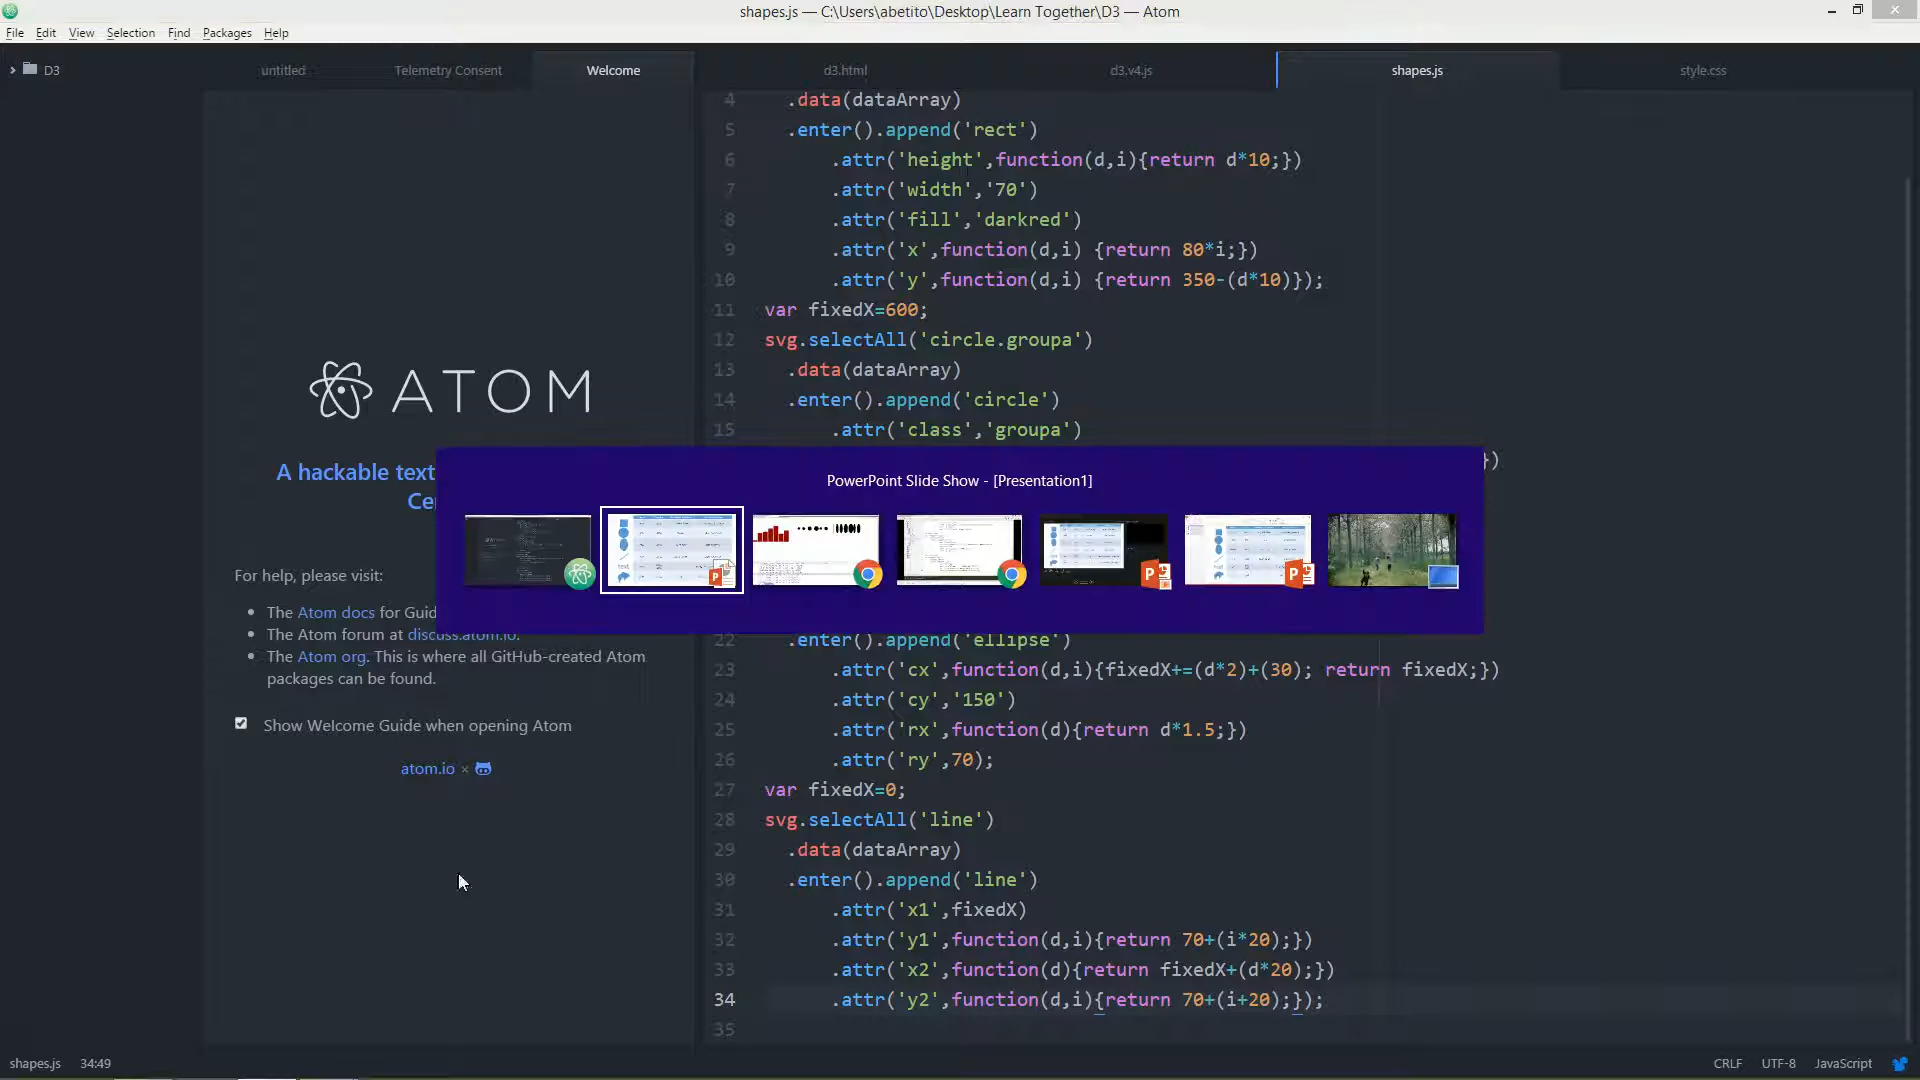 shapes.js — C:\Users\abetito\Desktop\Learn Together\D3 — Atom
File Edit View Selection Find Packages Help
D3
untitled Telemetry Consent Welcome d3.html d3.v4.js shapes.js style.css
4 .data(dataArray)
5 .enter().append('rect')
6 .attr('height',function(d,i){return d*10;})
7 .attr('width','70')
8 .attr('fill','darkred')
9 .attr('x',function(d,i) {return 80*i;})
10 .attr('y',function(d,i) {return 350-(d*10)});
11 var fixedX=600;
12 svg.selectAll('circle.groupa')
13 .data(dataArray)
14 .enter().append('circle')
15 .attr('class','groupa')
})
ATOM
A hackable text
For help, please visit:
The Atom docs for Guid
The Atom forum at discuss.atom.io.
The Atom org. This is where all GitHub-created Atom
packages can be found.
Show Welcome Guide when opening Atom
atom.io ×
PowerPoint Slide Show - [Presentation1]
22 .enter().append('ellipse')
23 .attr('cx',function(d,i){fixedX+=(d*2)+(30); return fixedX;})
24 .attr('cy','150')
25 .attr('rx',function(d){return d*1.5;})
26 .attr('ry',70);
27 var fixedX=0;
28 svg.selectAll('line')
29 .data(dataArray)
30 .enter().append('line')
31 .attr('x1',fixedX)
32 .attr('y1',function(d,i){return 70+(i*20);})
33 .attr('x2',function(d){return fixedX+(d*20);})
34 .attr('y2',function(d,i){return 70+(i+20);});
35
shapes.js 34:49
CRLF UTF-8 JavaScript